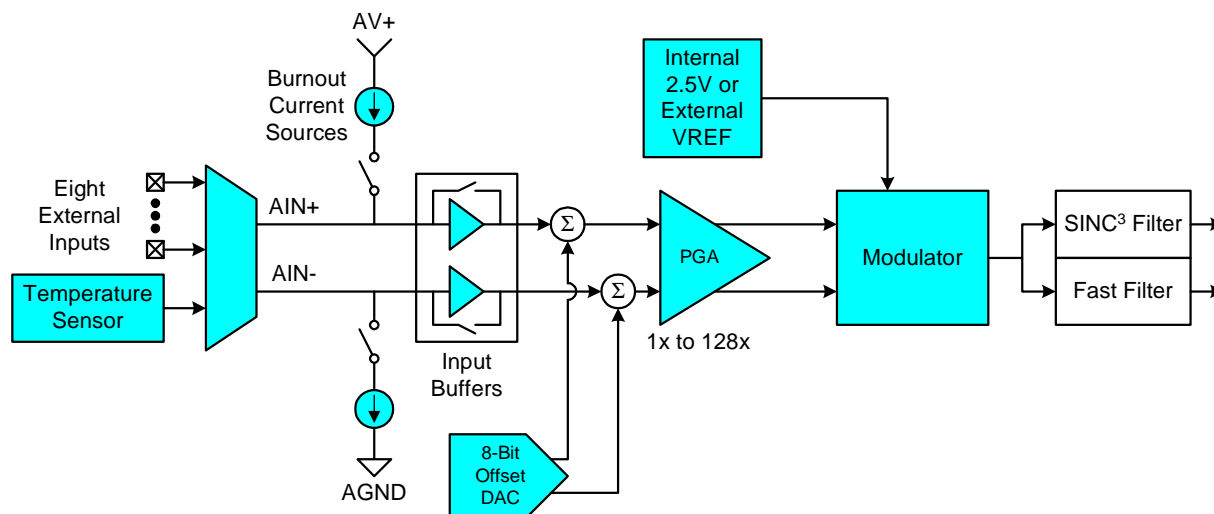 AV+
Burnout
Current
Sources
Internal
2.5V or
External
VREF
Eight
External
Inputs
AIN+
AIN-
Temperature
Sensor
Σ
Σ
PGA
1x to 128x
Modulator
SINC³ Filter
Fast Filter
Input
Buffers
8-Bit
Offset
DAC
AGND